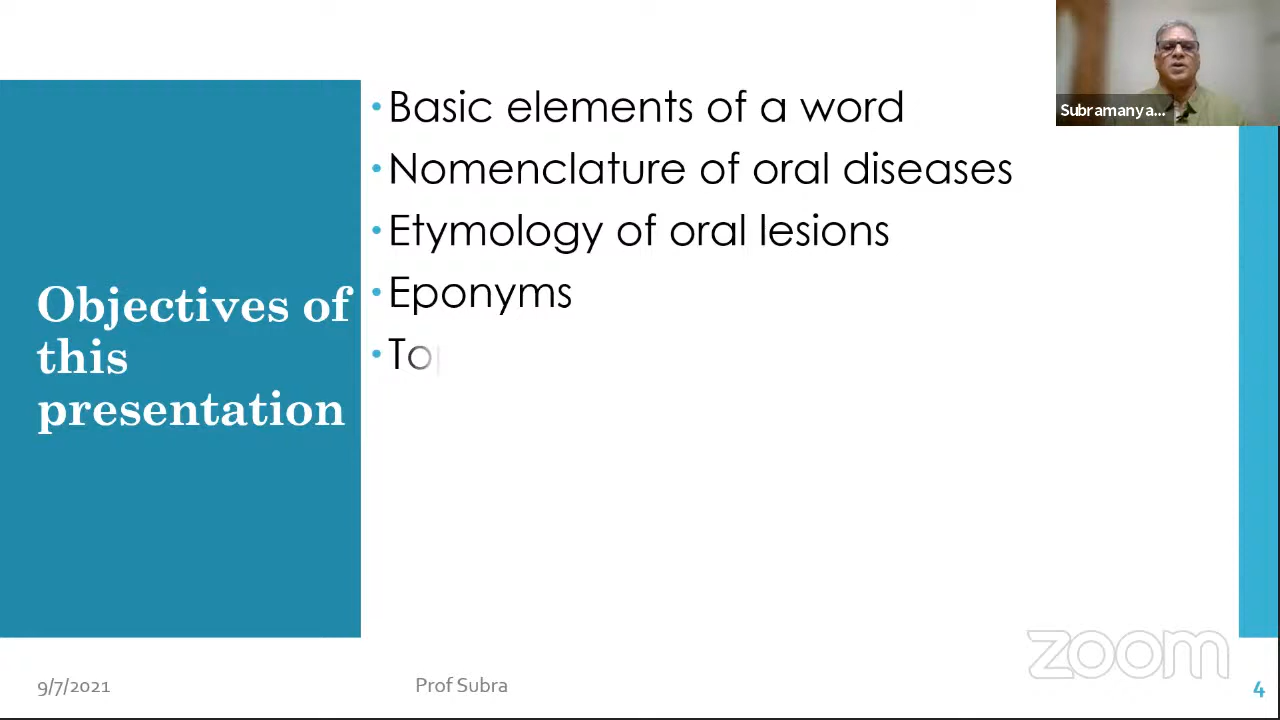 Basic elements of a word
Nomenclature of oral diseases
Etymology of oral lesions
Eponyms
Objectives of
this
presentation
Subramanya...
zoom
9/7/2021
Prof Subra
4